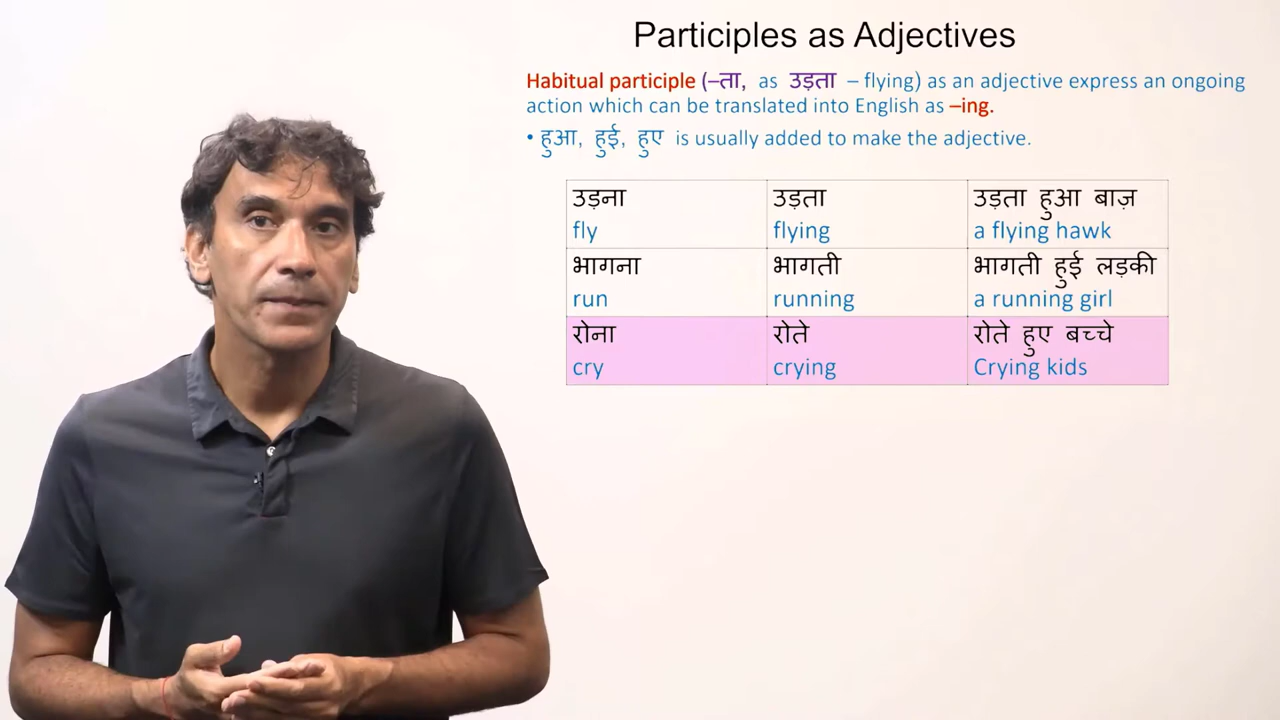 Participles as Adjectives
Habitual participle (–ता, as उड़ता – flying) as an adjective express an ongoing
action which can be translated into English as –ing.
• हुआ, हुई, हुए is usually added to make the adjective.
उड़ना उड़ता उड़ता हुआ बाज़
fly flying a flying hawk
भागना भागती भागती हुई लड़की
run running a running girl
रोना रोते रोते हुए बच्चे
cry crying Crying kids